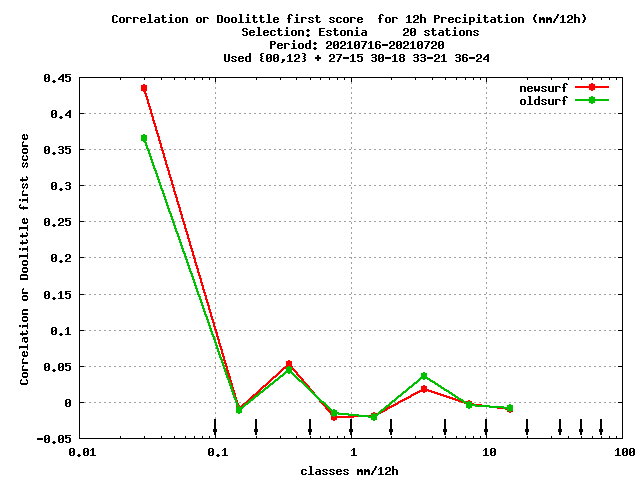 Correlation or Doolittle first score  for 12h Precipitation (mm/12h)
Selection: Estonia     20 stations
Period: 20210716-20210720
Used {00,12} + 27-15 30-18 33-21 36-24
newsurf
oldsurf
Correlation or Doolittle first score
0.45
0.4
0.35
0.3
0.25
0.2
0.15
0.1
0.05
0
-0.05
0.01 0.1 1 10 100
classes mm/12h